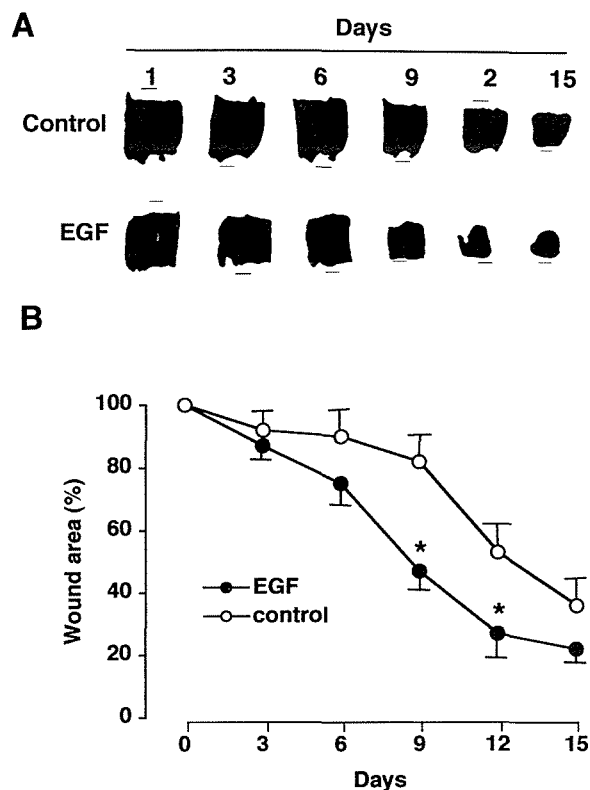 A
Days
1 3 6 9 2 15
Control
EGF
B
100
80
60
40
20
0
Wound area (%)
*
*
EGF
control
0 3 6 9 12 15
Days